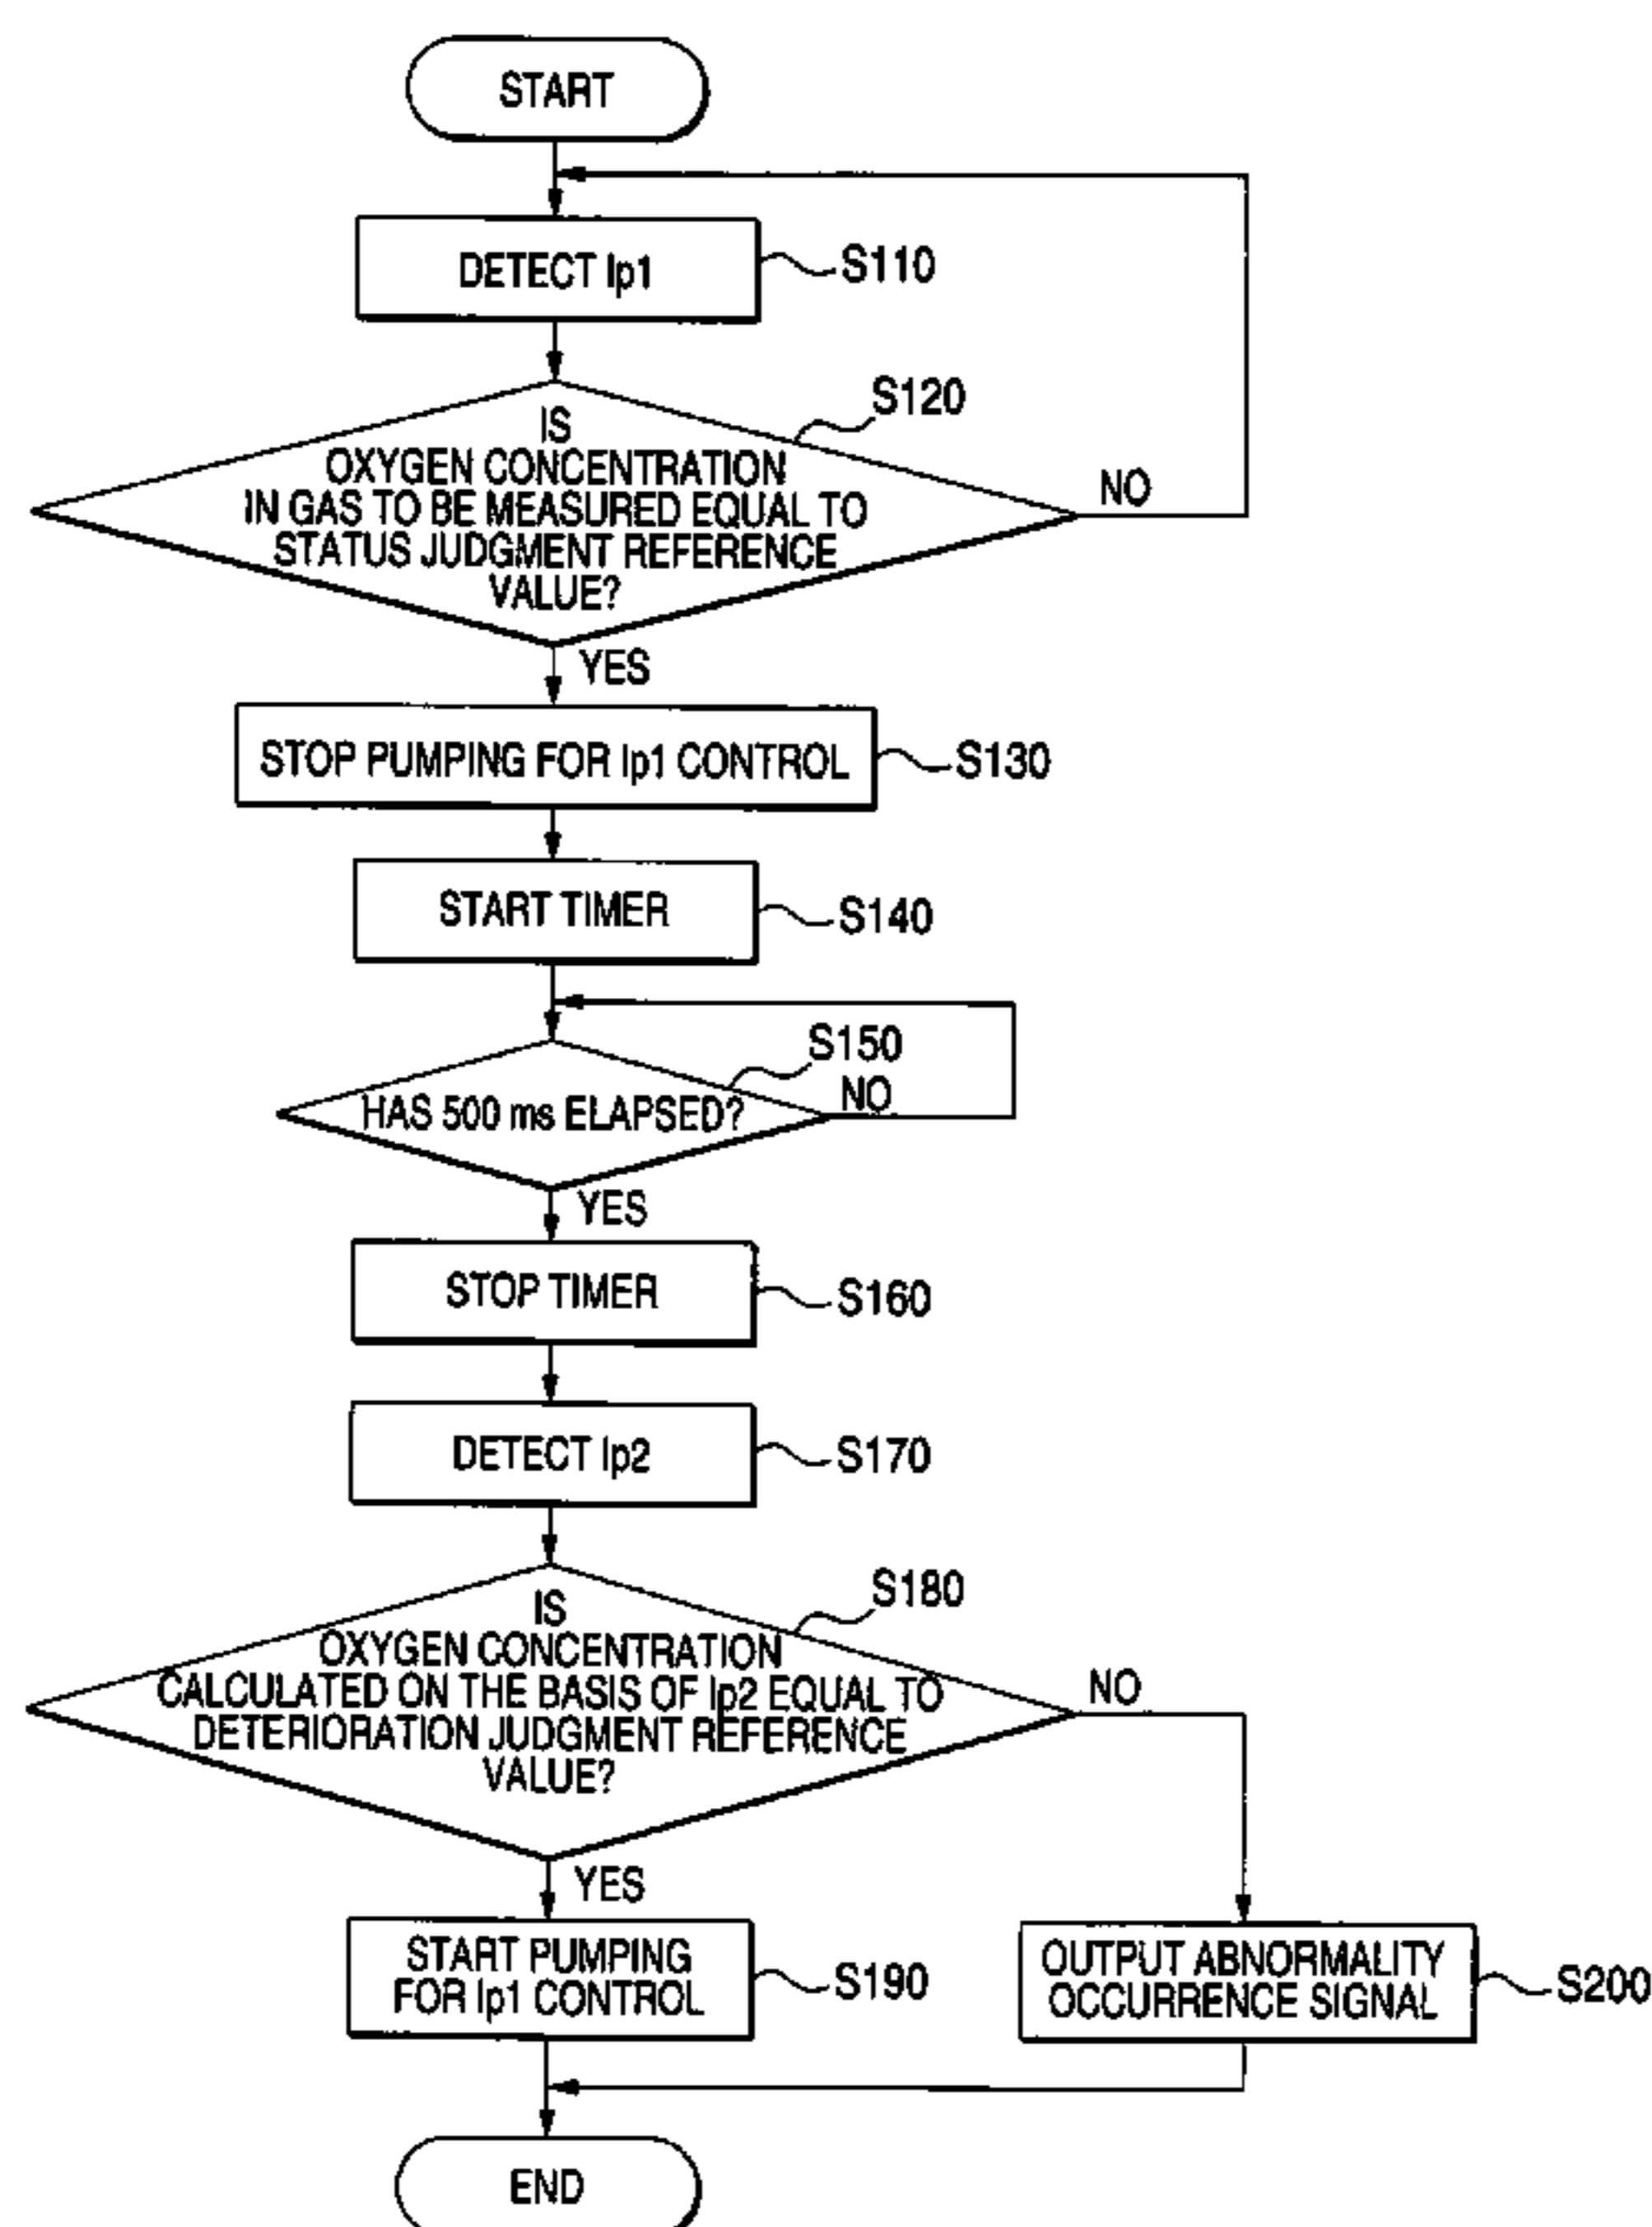 START
DETECT Ip1
S110
S120
IS
OXYGEN CONCENTRATION
IN GAS TO BE MEASURED EQUAL TO
STATUS JUDGMENT REFERENCE
VALUE?
NO
YES
STOP PUMPING FOR Ip1 CONTROL
S130
START TIMER
S140
S150
HAS 500 ms ELAPSED?
NO
YES
STOP TIMER
S160
DETECT Ip2
S170
S180
IS
OXYGEN CONCENTRATION
CALCULATED ON THE BASIS OF Ip2 EQUAL TO
DETERIORATION JUDGMENT REFERENCE
VALUE?
NO
YES
START PUMPING
FOR Ip1 CONTROL
S190
OUTPUT ABNORMALITY
OCCURRENCE SIGNAL
S200
END